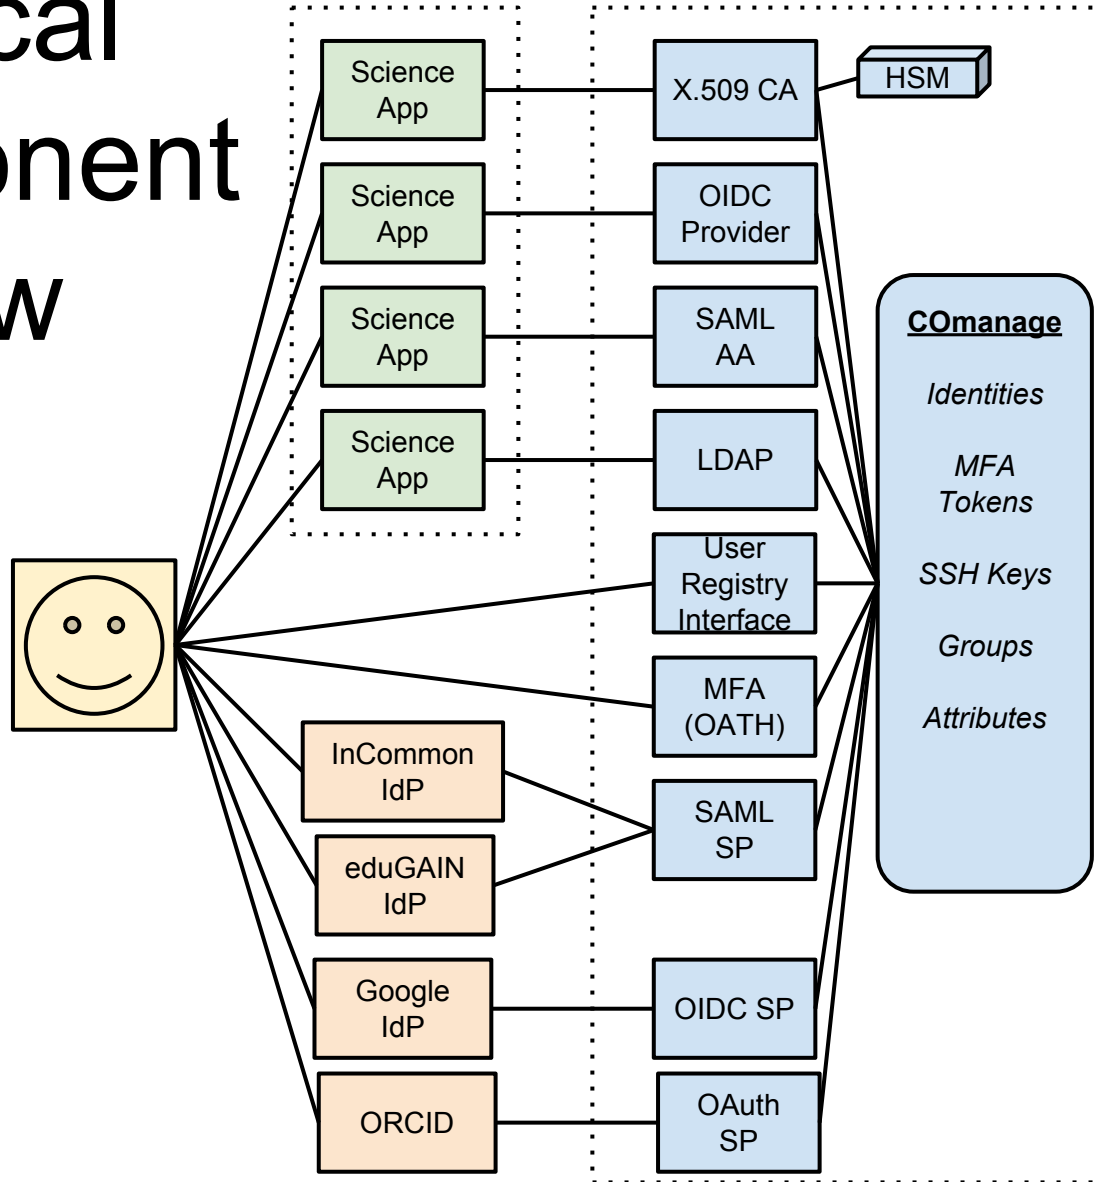 cal
onent
w
Science
App
X.509 CA
HSM
Science
App
OIDC
Provider
Science
App
SAML
AA
Science
App
LDAP
User
Registry
Interface
MFA
(OATH)
InCommon
IdP
SAML
SP
eduGAIN
IdP
Google
IdP
OIDC SP
ORCID
OAuth
SP
COmanage
Identities
MFA
Tokens
SSH Keys
Groups
Attributes